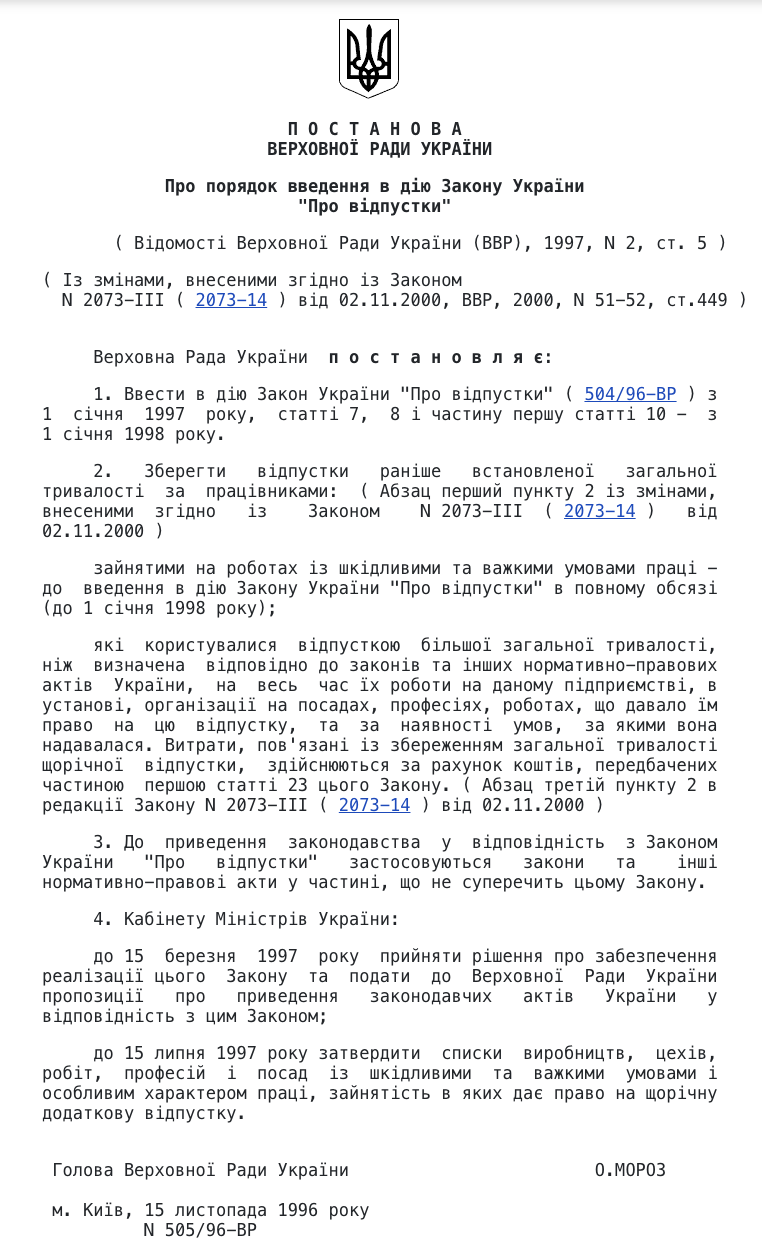 П О С Т А Н О В А
ВЕРХОВНОЇ РАДИ УКРАЇНИ
Про порядок введення в дію Закону України
"Про відпустки"
( Відомості Верховної Ради України (ВВР), 1997, N 2, ст. 5 )
( Із змінами, внесеними згідно із Законом
N 2073-III ( 2073-14 ) від 02.11.2000, ВВР, 2000, N 51-52, ст.449 )
Верховна Рада України п о с т а н о в л я є:
1. Ввести в дію Закон України "Про відпустки" ( 504/96-ВР ) з
1 січня 1997 року, статті 7, 8 і частину першу статті 10 - з
1 січня 1998 року.
2. Зберегти відпустки раніше встановленої загальної
тривалості за працівниками: ( Абзац перший пункту 2 із змінами,
внесеними згідно із Законом N 2073-III ( 2073-14 ) від
02.11.2000 )
зайнятими на роботах із шкідливими та важкими умовами праці -
до введення в дію Закону України "Про відпустки" в повному обсязі
(до 1 січня 1998 року);
які користувалися відпусткою більшої загальної тривалості,
ніж визначена відповідно до законів та інших нормативно-правових
актів України, на весь час їх роботи на даному підприємстві, в
установі, організації на посадах, професіях, роботах, що давало їм
право на цю відпустку, та за наявності умов, за якими вона
надавалася. Витрати, пов'язані із збереженням загальної тривалості
щорічної відпустки, здійснюються за рахунок коштів, передбачених
частиною першою статті 23 цього Закону. ( Абзац третій пункту 2 в
редакції Закону N 2073-III ( 2073-14 ) від 02.11.2000 )
3. До приведення законодавства у відповідність з Законом
України "Про відпустки" застосовуються закони та інші
нормативно-правові акти у частині, що не суперечить цьому Закону.
4. Кабінету Міністрів України:
до 15 березня 1997 року прийняти рішення про забезпечення
реалізації цього Закону та подати до Верховної Ради України
пропозиції про приведення законодавчих актів України у
відповідність з цим Законом;
до 15 липня 1997 року затвердити списки виробництв, цехів,
робіт, професій і посад із шкідливими та важкими умовами і
особливим характером праці, зайнятість в яких дає право на щорічну
додаткову відпустку.
Голова Верховної Ради України О.МОРОЗ
м. Київ, 15 листопада 1996 року
N 505/96-ВР